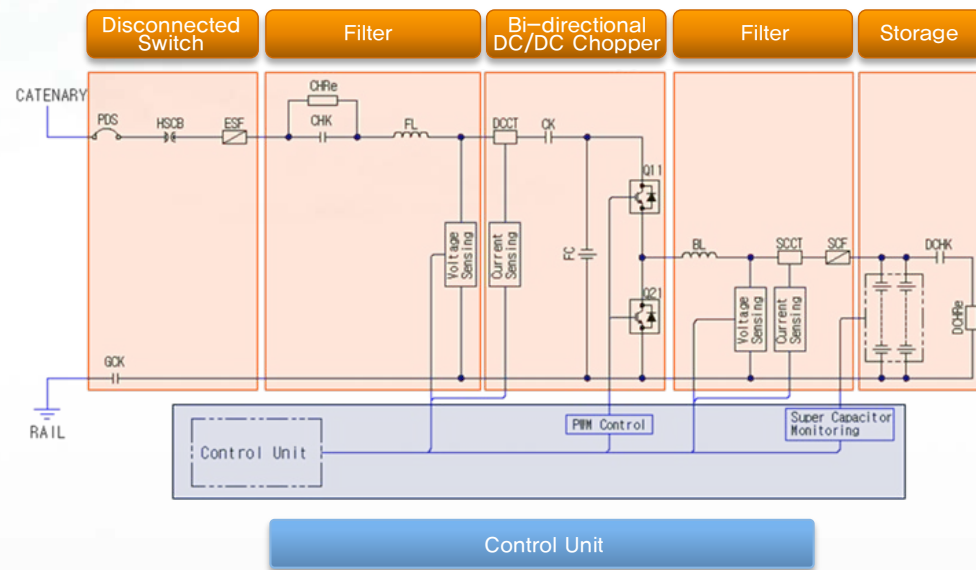 Disconnected
Switch
Filter
Bi-directional
DC/DC Chopper
Filter
Storage
CATENARY
PDS
HSCB
ESF
CHRe
CHK
FL
DCCT
CK
Q11
Voltage
Sensing
Current
Sensing
FC
BL
SCCT
SCF
DCHK
Q21
Voltage
Sensing
Current
Sensing
DCHRe
GCK
RAIL
PWM Control
Super Capacitor
Monitoring
Control Unit
Control Unit